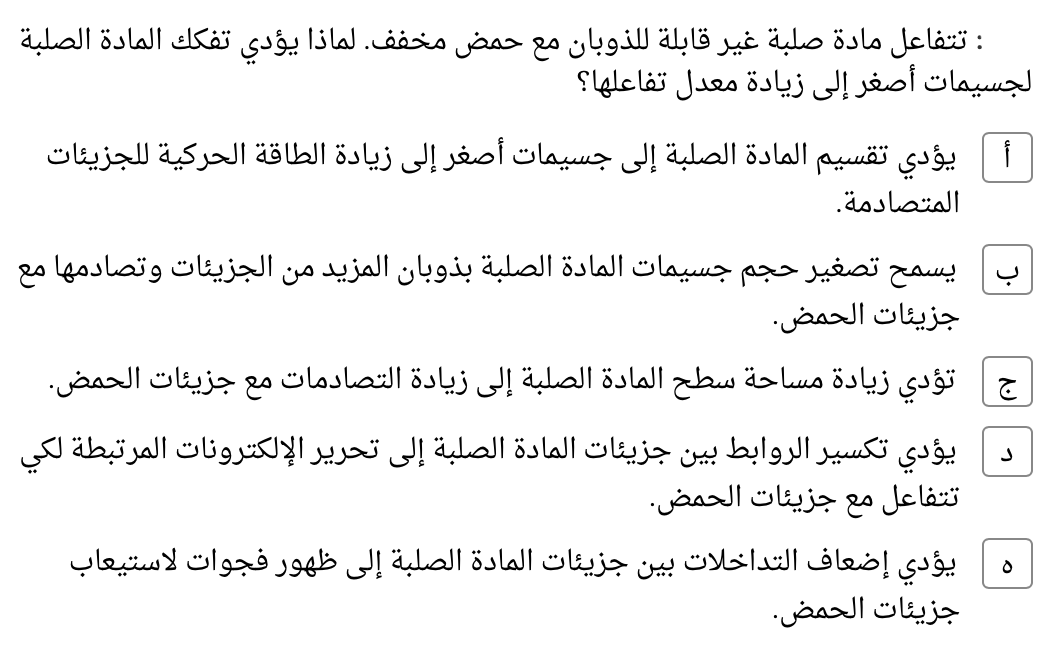 : تتفاعل مادة صلبة غير قابلة للذوبان مع حمض مخفف. لماذا يؤدي تفكك المادة الصلبة
لجسيمات أصغر إلى زيادة معدل تفاعلها؟
أ يؤدي تقسيم المادة الصلبة إلى جسيمات أصغر إلى زيادة الطاقة الحركية للجزيئات
المتصادمة.
ب يسمح تصغير حجم جسيمات المادة الصلبة بذوبان المزيد من الجزيئات وتصادمها مع
جزيئات الحمض.
ج تؤدي زيادة مساحة سطح المادة الصلبة إلى زيادة التصادمات مع جزيئات الحمض.
د يؤدي تكسير الروابط بين جزيئات المادة الصلبة إلى تحرير الإلكترونات المرتبطة لكي
تتفاعل مع جزيئات الحمض.
ه يؤدي إضعاف التداخلات بين جزيئات المادة الصلبة إلى ظهور فجوات لاستيعاب
جزيئات الحمض.